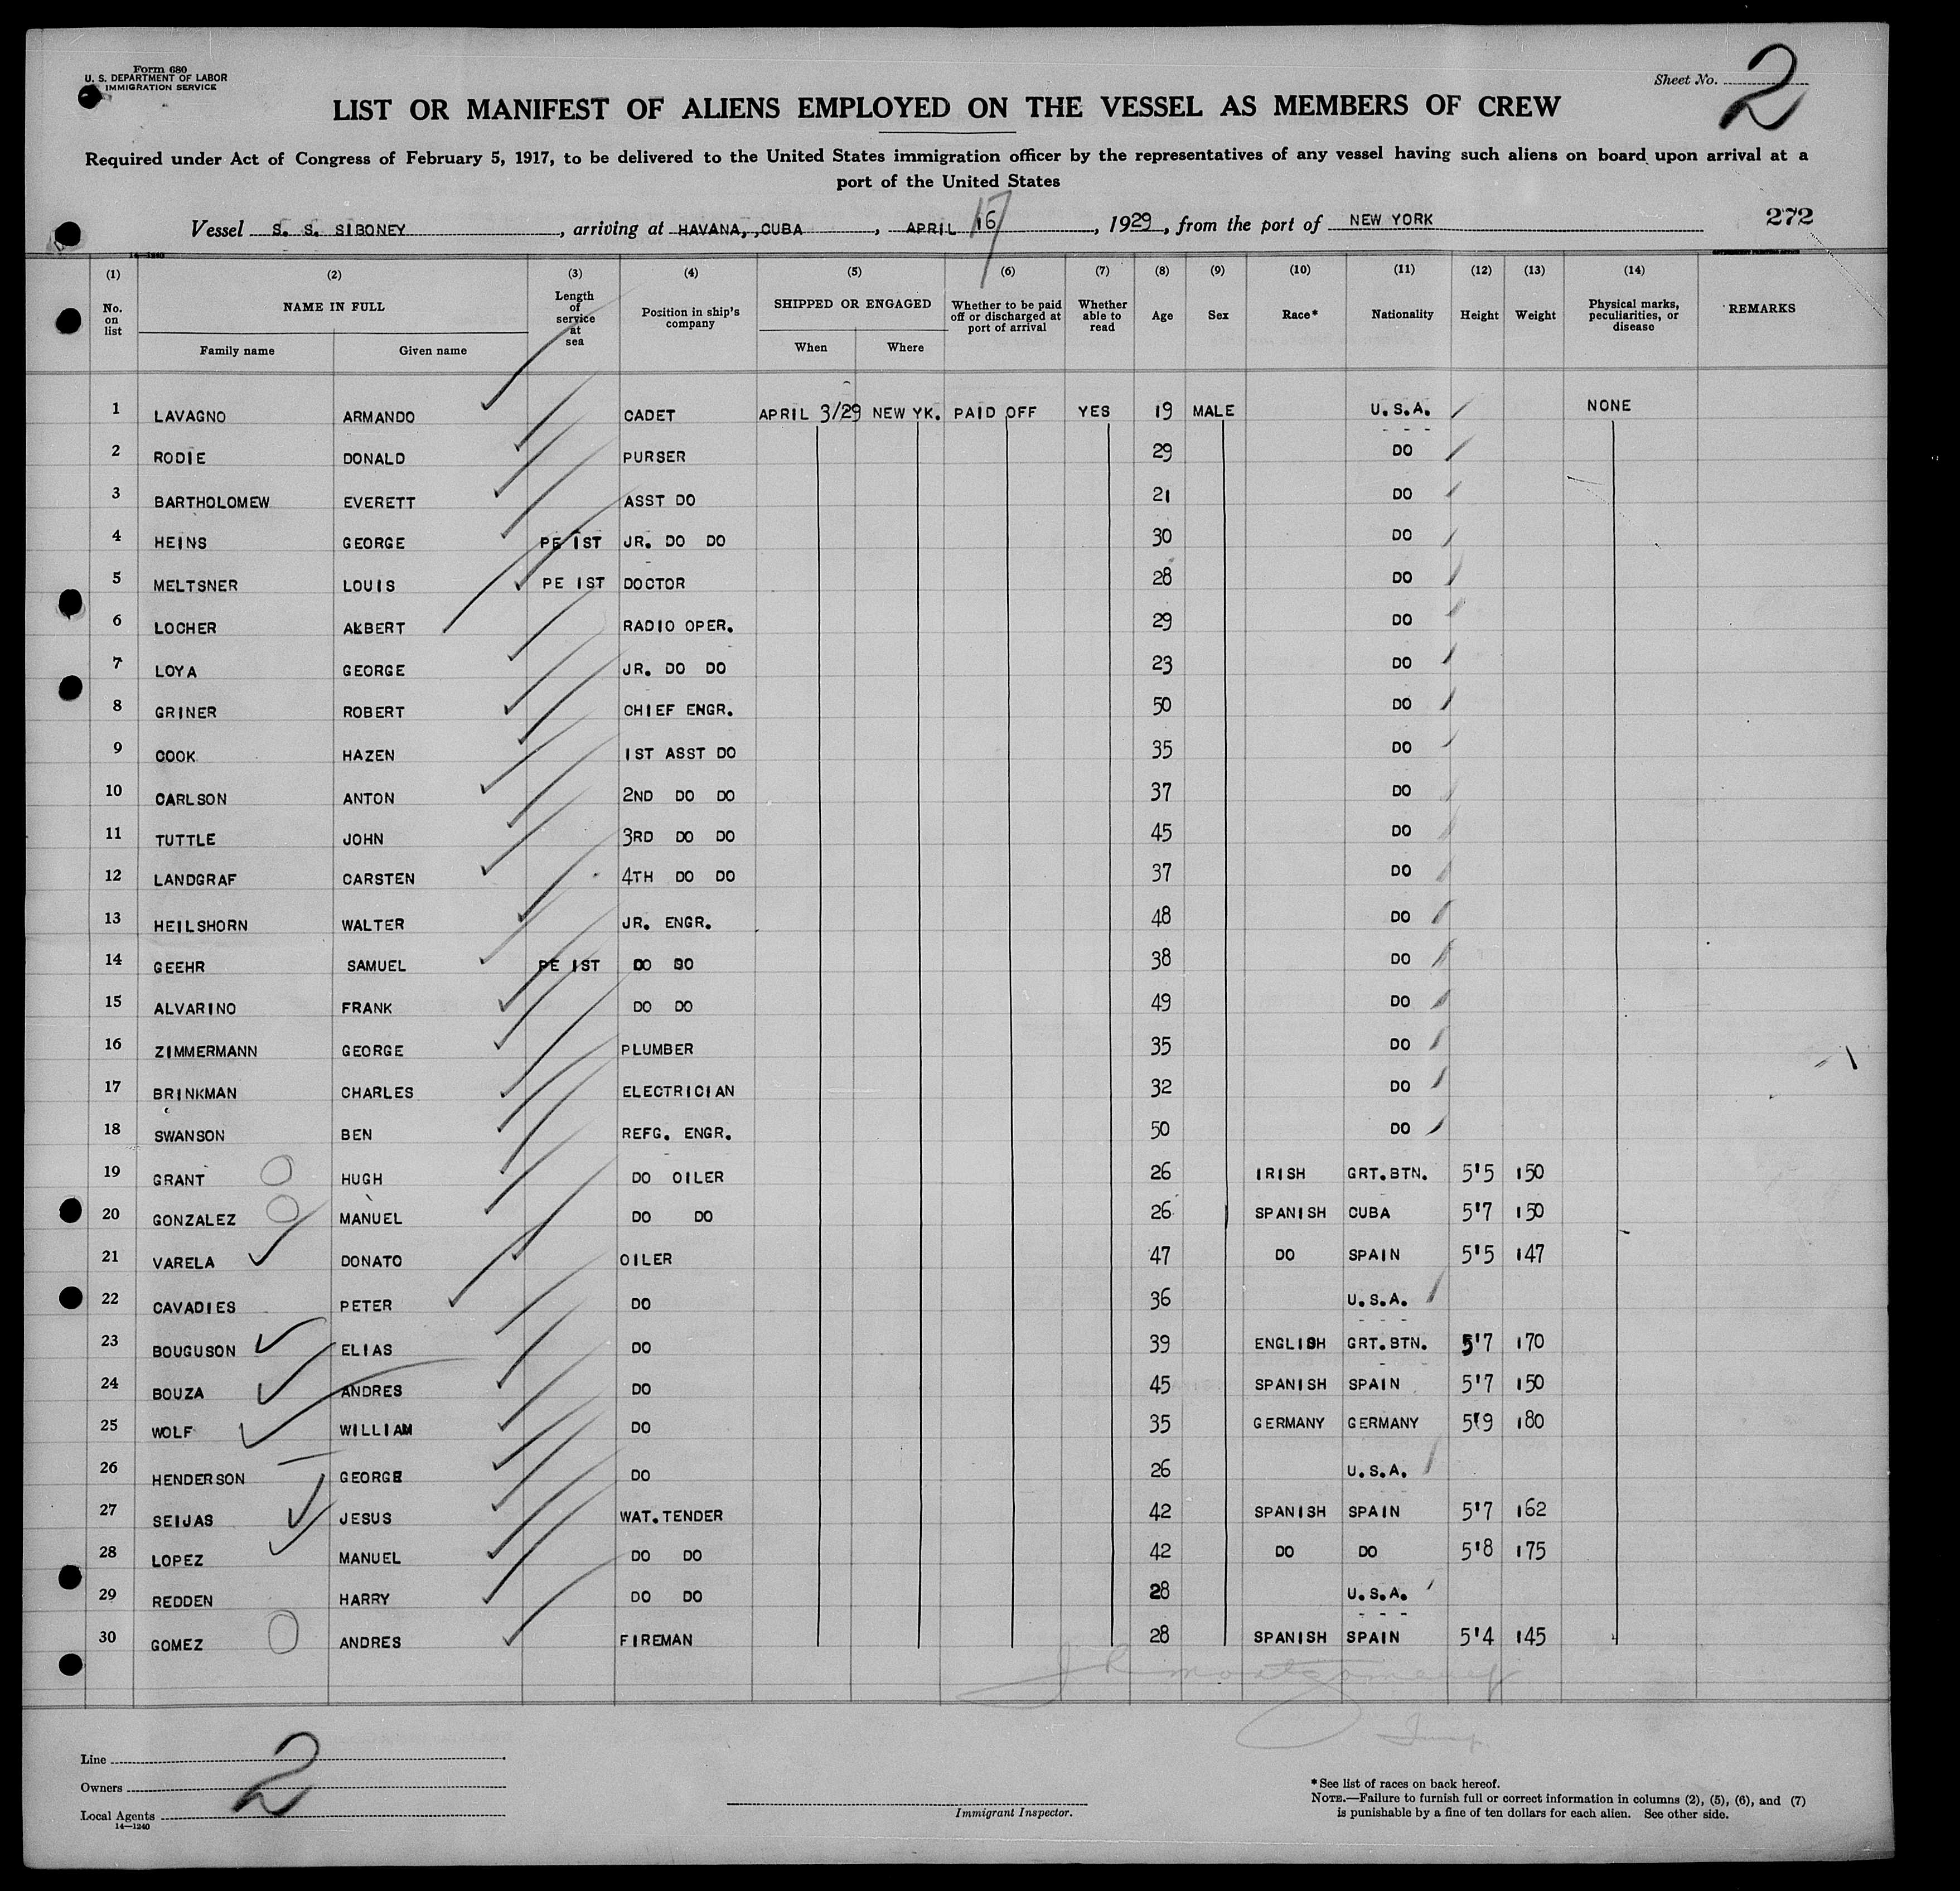 Form 680
U. S. DEPARTMENT OF LABOR
IMMIGRATION SERVICE
Sheet No. 2
LIST OR MANIFEST OF ALIENS EMPLOYED ON THE VESSEL AS MEMBERS OF CREW
Required under Act of Congress of February 5, 1917, to be delivered to the United States immigration officer by the representatives of any vessel having such aliens on board upon arrival at a
port of the United States
Vessel S. S. SIBONEY, arriving at HAVANA, CUBA, APRIL 16 17, 1929, from the port of NEW YORK 272
14—1240
(1) (2) (3) (4) (5) (6) (7) (8) (9) (10) (11) (12) (13) (14)
No. on list NAME IN FULL Length of service at sea Position in ship's company SHIPPED OR ENGAGED Whether to be paid off or discharged at port of arrival Whether able to read Age Sex Race* Nationality Height Weight Physical marks, peculiarities, or disease REMARKS
Family name Given name When Where
1 LAVAGNO ARMANDO CADET APRIL 3/29 NEW YK. PAID OFF YES 19 MALE U.S.A. NONE
2 RODIE DONALD PURSER 29 DO
3 BARTHOLOMEW EVERETT ASST DO 21 DO
4 HEINS GEORGE PE 1ST JR. DO DO 30 DO
5 MELTSNER LOUIS PE 1ST DOCTOR 28 DO
6 LOCHER ALBERT RADIO OPER. 29 DO
7 LOYA GEORGE JR. DO DO 23 DO
8 GRINER ROBERT CHIEF ENGR. 50 DO
9 COOK HAZEN 1ST ASST DO 35 DO
10 CARLSON ANTON 2ND DO DO 37 DO
11 TUTTLE JOHN 3RD DO DO 45 DO
12 LANDGRAF CARSTEN 4TH DO DO 37 DO
13 HEILSHORN WALTER JR. ENGR. 48 DO
14 GEEHR SAMUEL PE 1ST DO DO 38 DO
15 ALVARINO FRANK DO DO 49 DO
16 ZIMMERMANN GEORGE PLUMBER 35 DO
17 BRINKMAN CHARLES ELECTRICIAN 32 DO
18 SWANSON BEN REFG. ENGR. 50 DO
19 GRANT HUGH DO OILER 26 IRISH GRT.BTN. 5'5 150
20 GONZALEZ MANUEL DO DO 26 SPANISH CUBA 5'7 150
21 VARELA DONATO OILER 47 DO SPAIN 5'5 147
22 CAVADIES PETER DO 36 U.S.A.
23 BOUGUSON ELIAS DO 39 ENGLISH GRT.BTN. 5'7 170
24 BOUZA ANDRES DO 45 SPANISH SPAIN 5'7 150
25 WOLF WILLIAM DO 35 GERMANY GERMANY 5'9 180
26 HENDERSON GEORGE DO 26 U.S.A.
27 SEIJAS JESUS WAT.TENDER 42 SPANISH SPAIN 5'7 162
28 LOPEZ MANUEL DO DO 42 DO DO 5'8 175
29 REDDEN HARRY DO DO 28 U.S.A.
30 GOMEZ ANDRES FIREMAN 28 SPANISH SPAIN 5'4 145
Line
Owners
Local Agents
2
14—1240
Immigrant Inspector.
*See list of races on back hereof.
NOTE.—Failure to furnish full or correct information in columns (2), (5), (6), and (7)
is punishable by a fine of ten dollars for each alien. See other side.